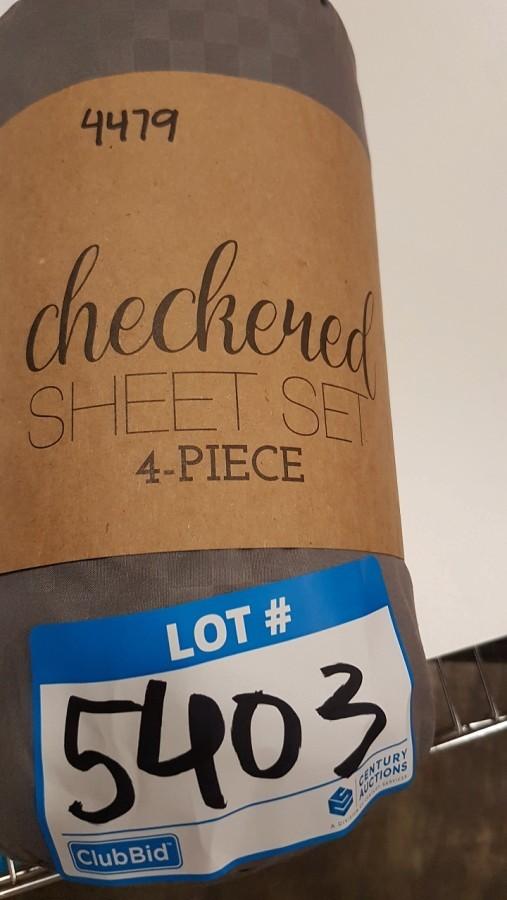 4479
checkered
SHEET SET
4-PIECE
LOT #
5403
CENTURY
AUCTIONS
ClubBid